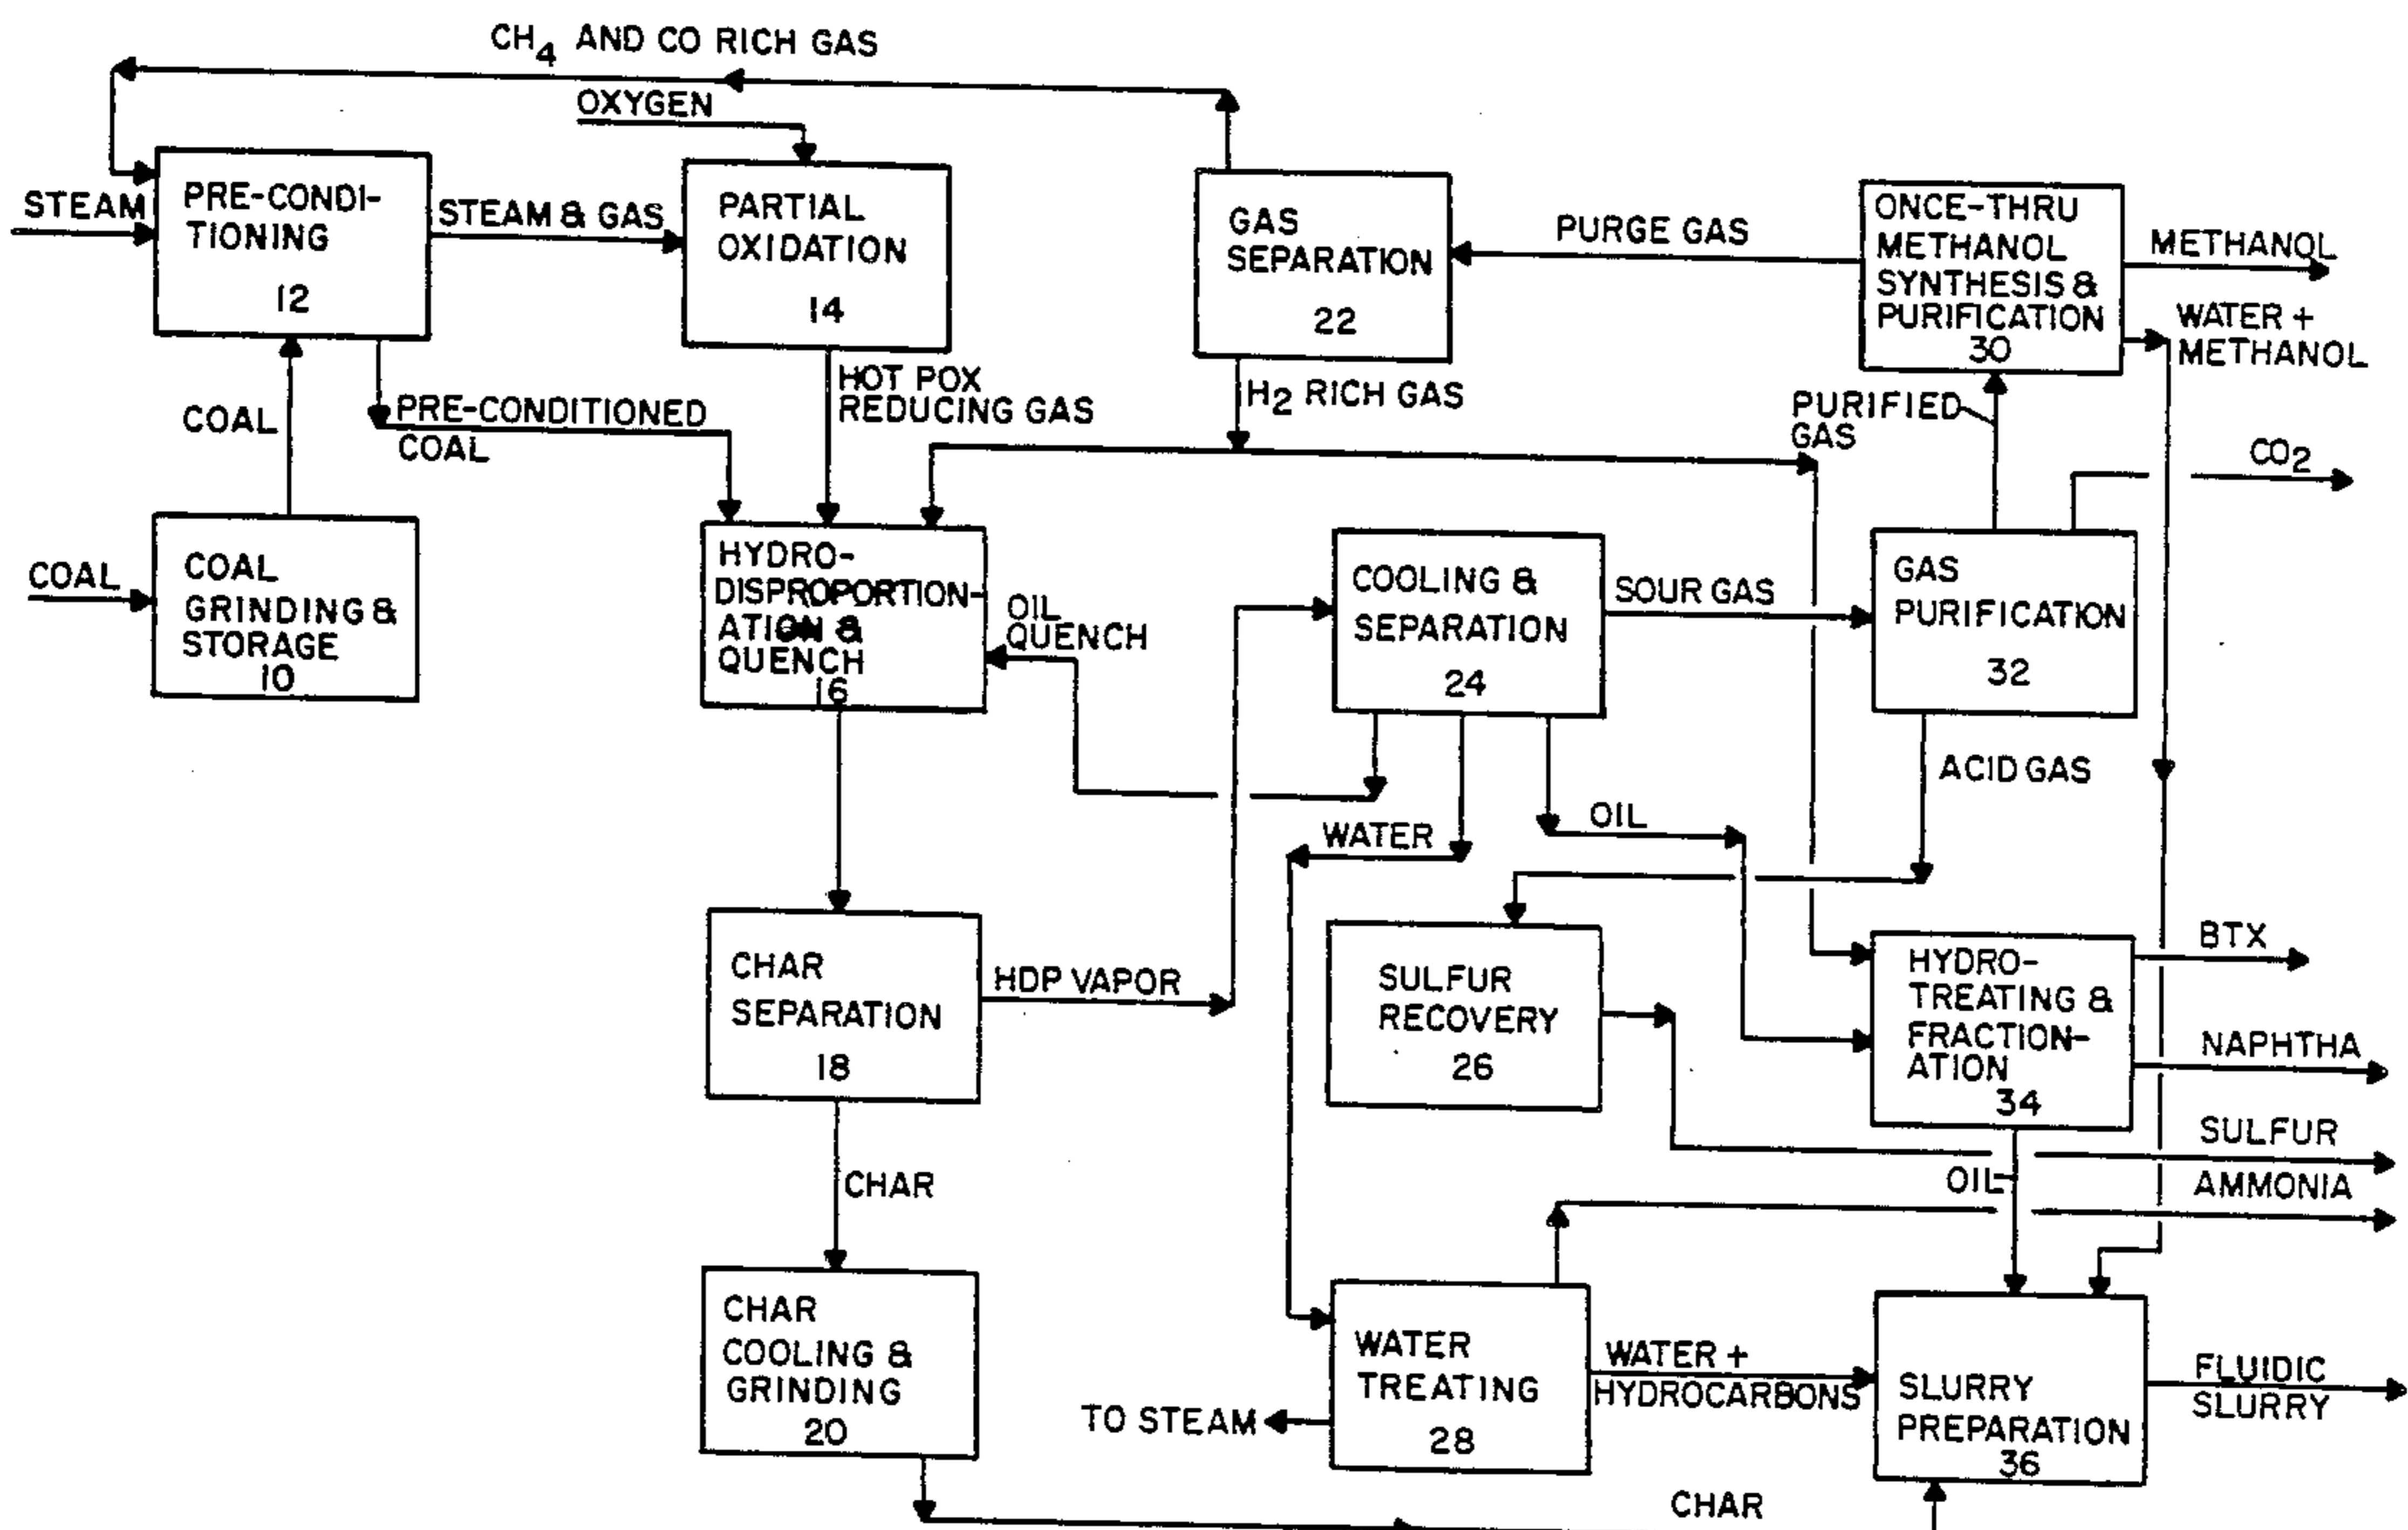 CH4 AND CO RICH GAS
OXYGEN
STEAM
PRE-CONDI-
TIONING
12
STEAM & GAS
PARTIAL
OXIDATION
14
GAS
SEPARATION
22
PURGE GAS
ONCE-THRU
METHANOL
SYNTHESIS &
PURIFICATION
30
METHANOL
WATER +
METHANOL
COAL
PRE-CONDITIONED
COAL
HOT POX
REDUCING GAS
H2 RICH GAS
PURIFIED
GAS
CO2
COAL
COAL
GRINDING &
STORAGE
10
HYDRO-
DISPROPORTION-
ATION &
QUENCH
16
OIL
QUENCH
COOLING &
SEPARATION
24
SOUR GAS
GAS
PURIFICATION
32
ACID GAS
WATER
OIL
CHAR
SEPARATION
18
HDP VAPOR
SULFUR
RECOVERY
26
HYDRO-
TREATING &
FRACTION-
ATION
34
BTX
NAPHTHA
SULFUR
AMMONIA
CHAR
OIL
CHAR
COOLING &
GRINDING
20
TO STEAM
WATER
TREATING
28
WATER +
HYDROCARBONS
SLURRY
PREPARATION
36
FLUIDIC
SLURRY
CHAR